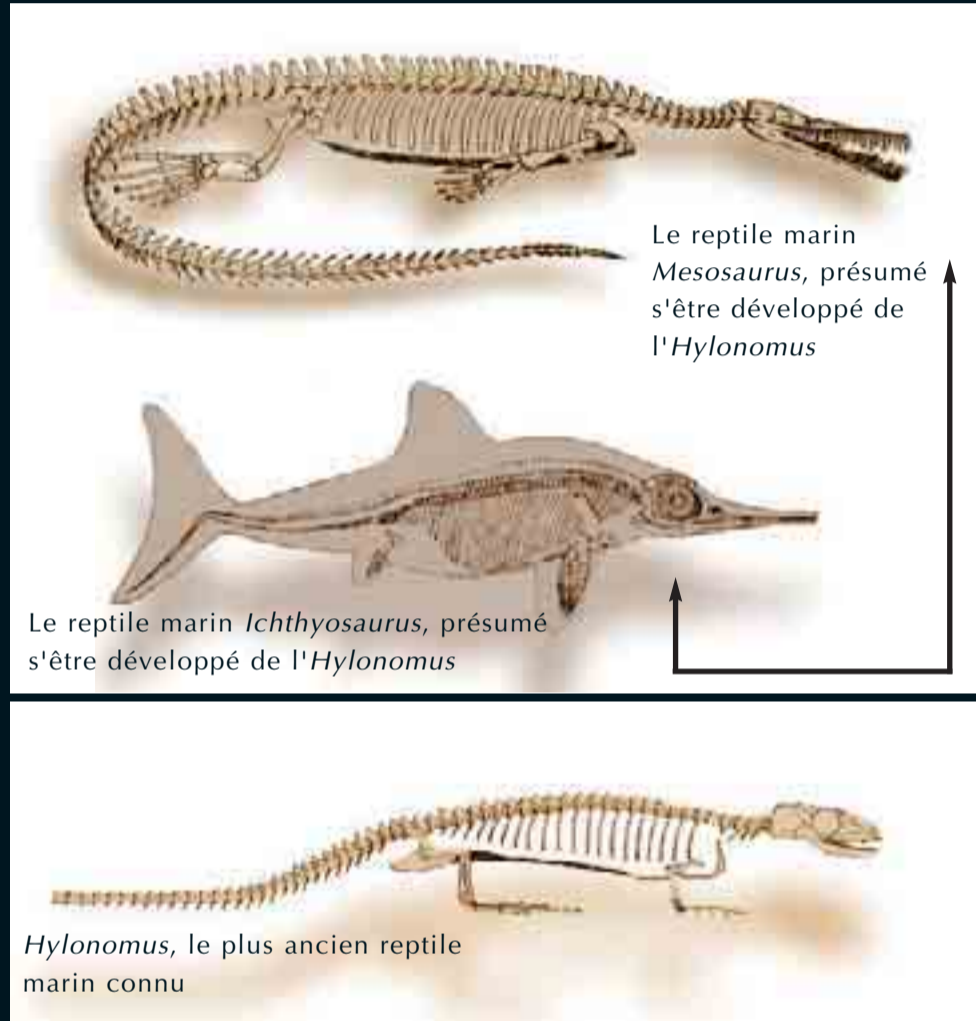 Le reptile marin
Mesosaurus, présumé
s'être développé de
l'Hylonomus
Le reptile marin Ichthyosaurus, présumé
s'être développé de l'Hylonomus
Hylonomus, le plus ancien reptile
marin connu